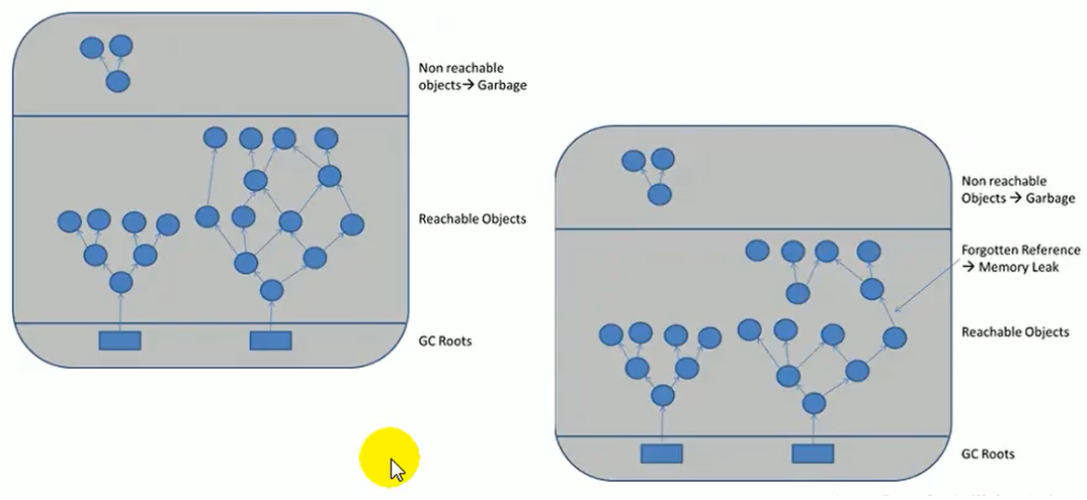 Non reachable
objects→ Garbage
Reachable Objects
GC Roots
Non reachable
Objects → Garbage
Forgotten Reference
→ Memory Leak
Reachable Objects
GC Roots